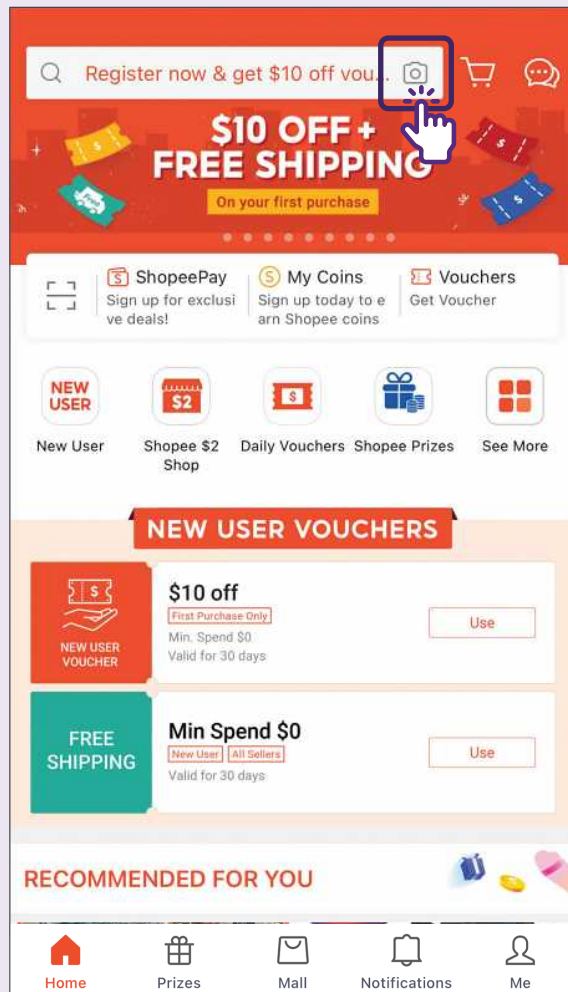 Register now & get $10 off vou...
$10 OFF +
FREE SHIPPING
On your first purchase
ShopeePay
Sign up for exclusi
ve deals!
My Coins
Sign up today to e
arn Shopee coins
Vouchers
Get Voucher
NEW
USER
$2
New User
Shopee $2
Shop
Daily Vouchers
Shopee Prizes
See More
NEW USER VOUCHERS
NEW USER
VOUCHER
$10 off
First Purchase Only
Min. Spend $0
Valid for 30 days
Use
FREE
SHIPPING
Min Spend $0
New User
All Sellers
Valid for 30 days
Use
RECOMMENDED FOR YOU
Home
Prizes
Mall
Notifications
Me